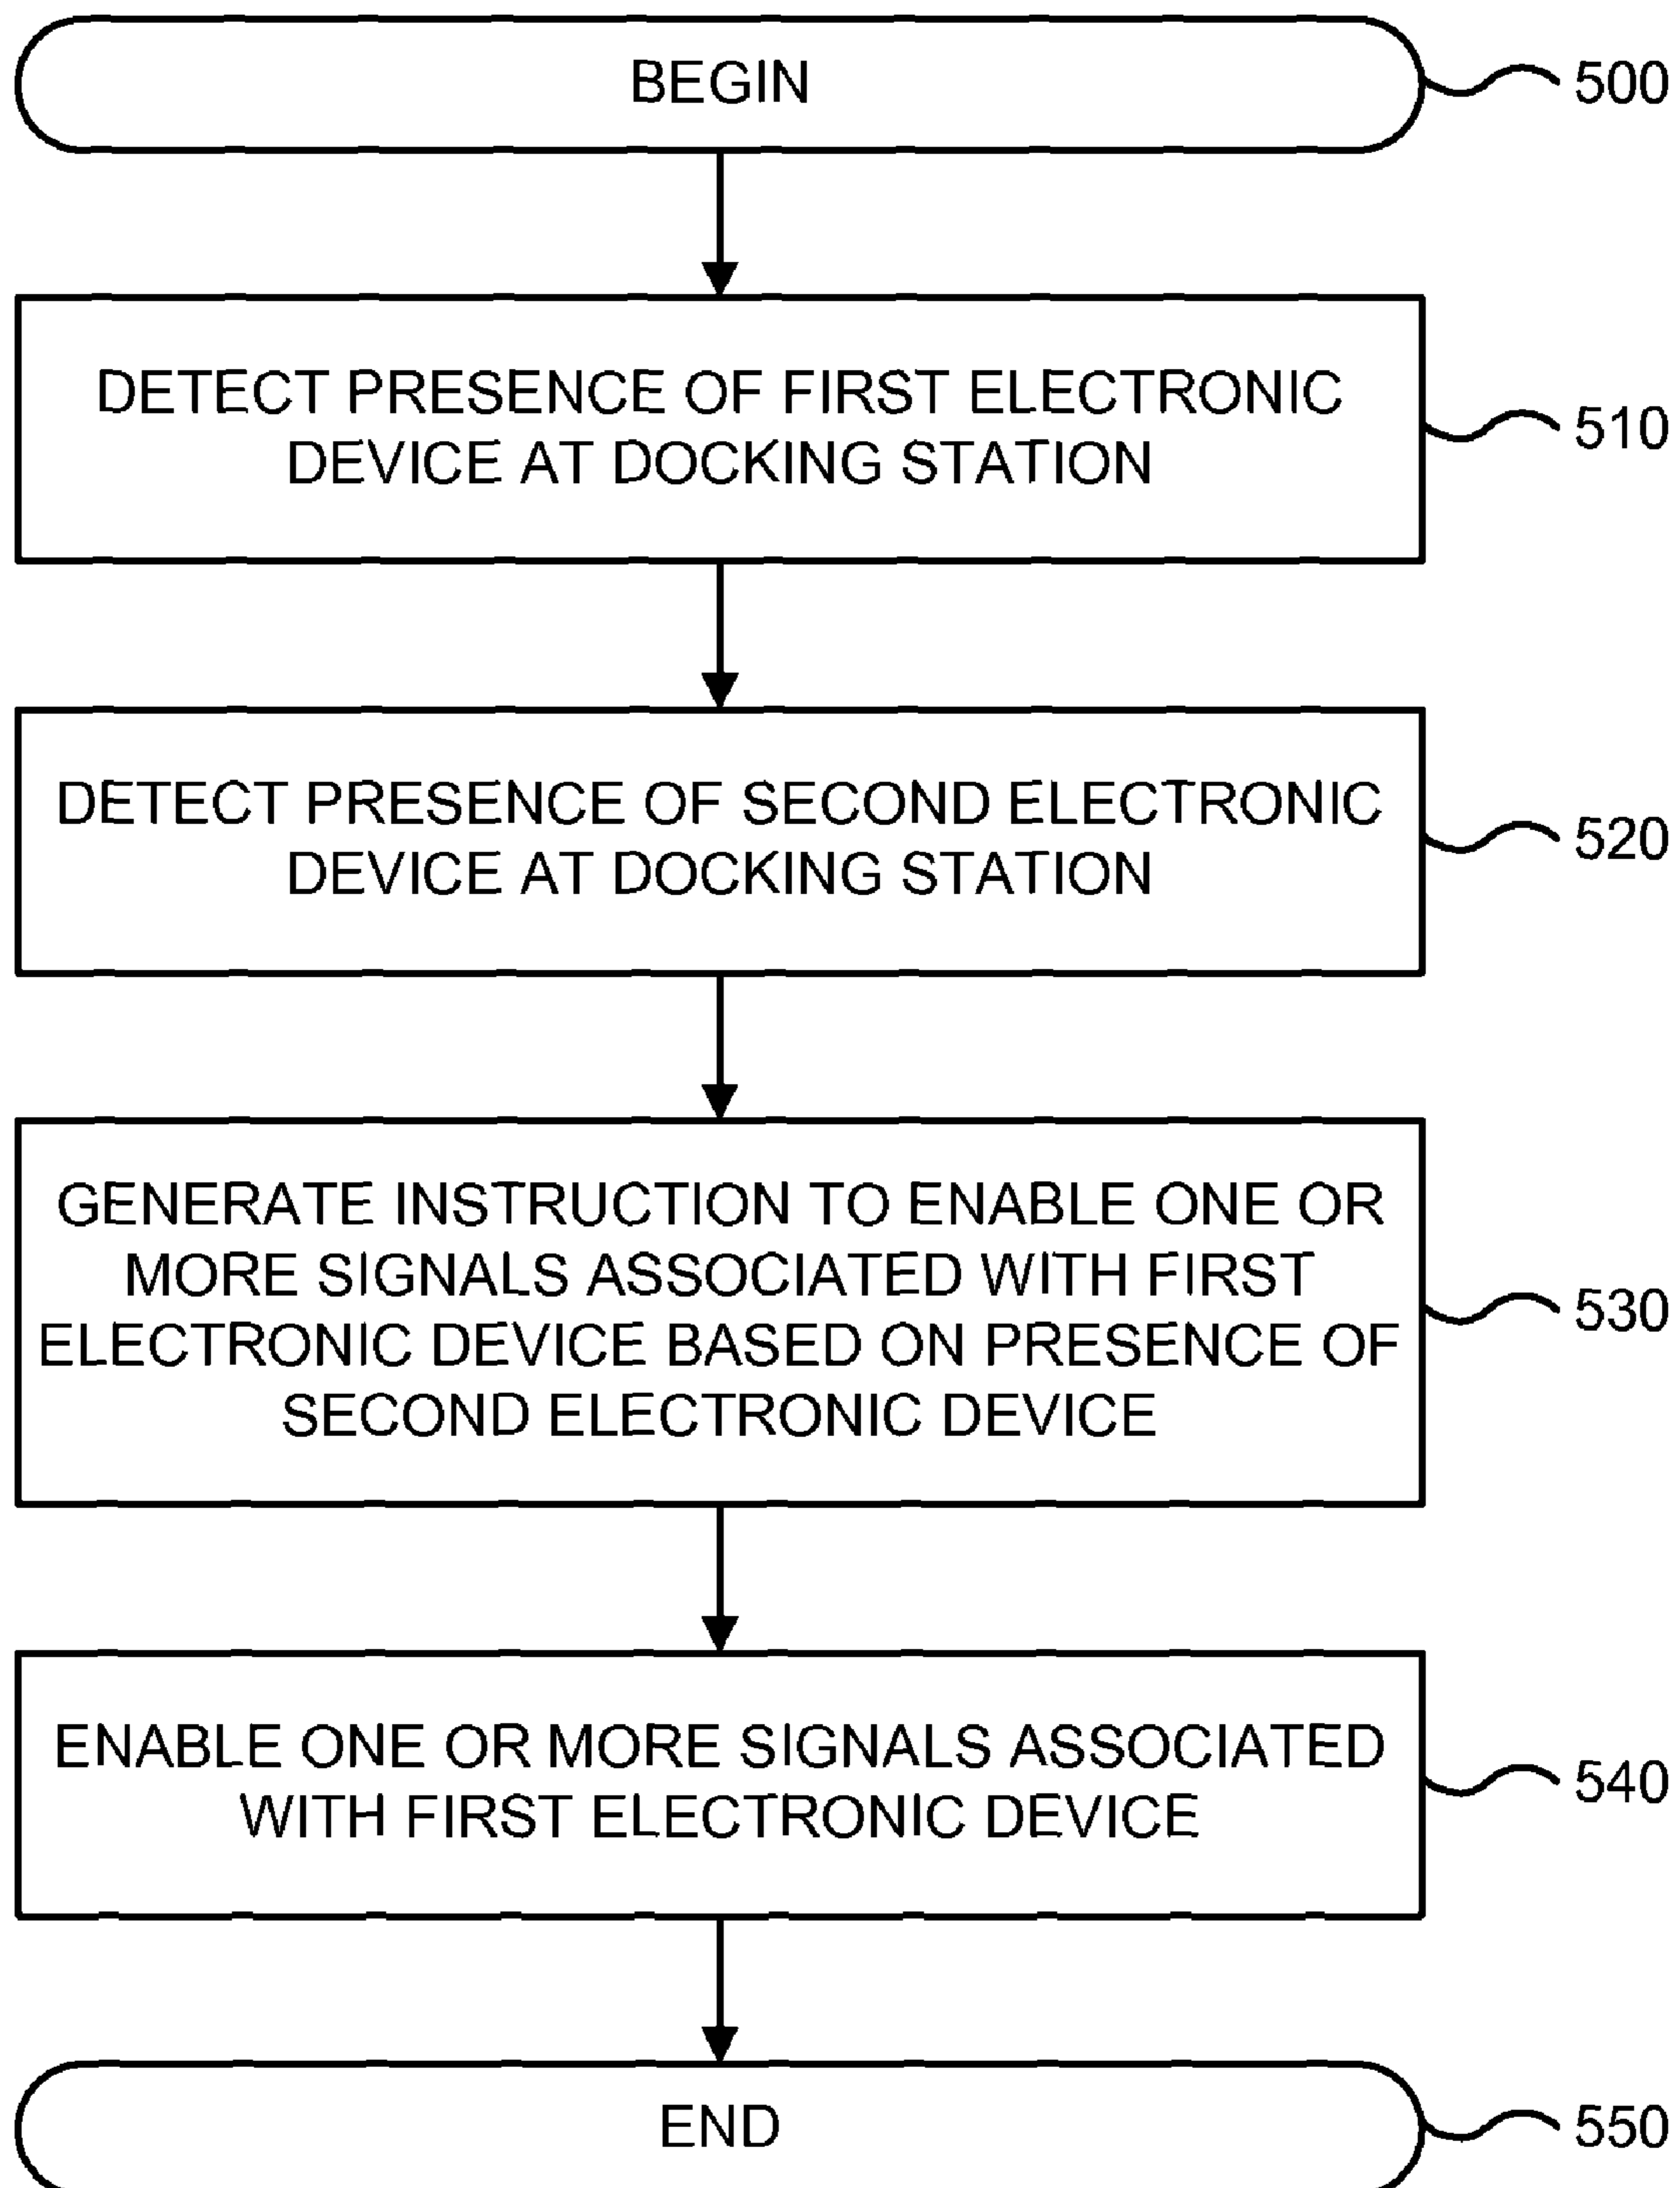 BEGIN
500
DETECT PRESENCE OF FIRST ELECTRONIC
DEVICE AT DOCKING STATION
510
DETECT PRESENCE OF SECOND ELECTRONIC
DEVICE AT DOCKING STATION
520
GENERATE INSTRUCTION TO ENABLE ONE OR
MORE SIGNALS ASSOCIATED WITH FIRST
ELECTRONIC DEVICE BASED ON PRESENCE OF
SECOND ELECTRONIC DEVICE
530
ENABLE ONE OR MORE SIGNALS ASSOCIATED
WITH FIRST ELECTRONIC DEVICE
540
END
550